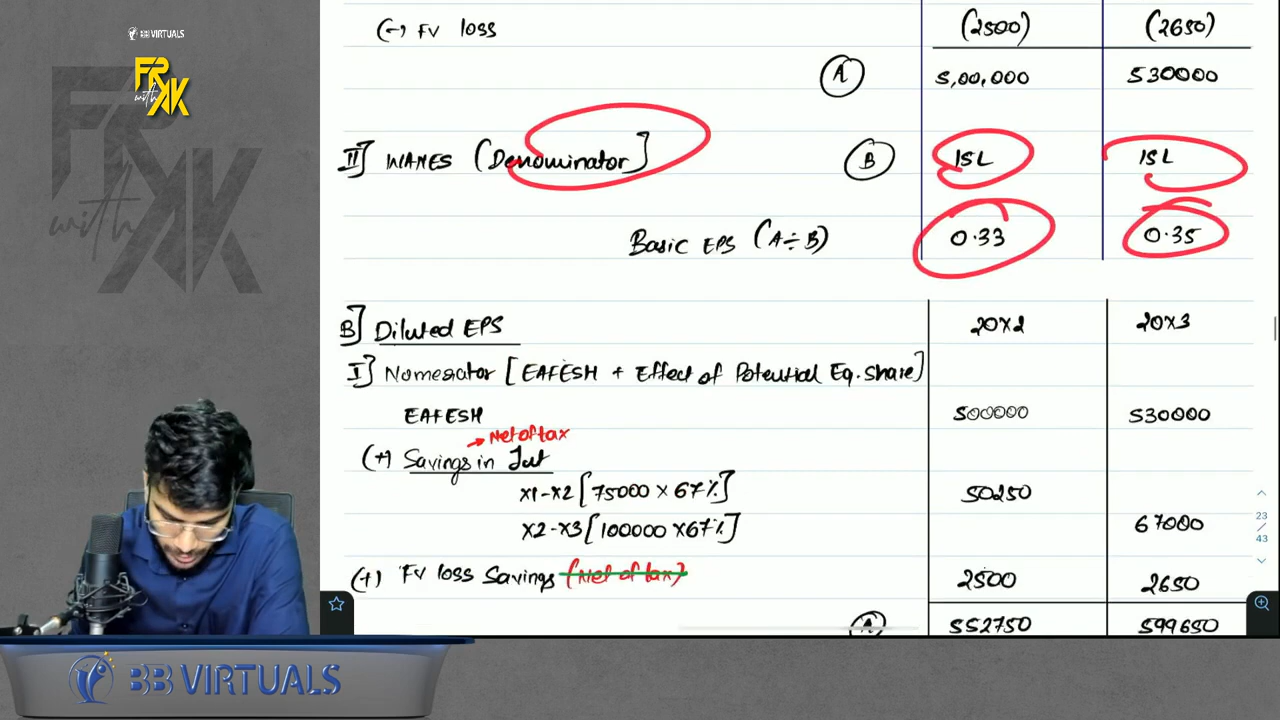 BB VIRTUALS
FR
with
AK
(-) FV loss (2500) (2650)
A 5,00,000 530000
II] WANES (Denominator] B 15L 15L
Basic EPS (A÷B) 0.33 0.35
B] Diluted EPS 20X2 20X3
I] Numerator [EAFESH + Effect of Potential Eq. Share]
EAFESH 500000 530000
→ Net of tax
(+) Savings in Int
X1-X2 [75000 × 67%] 50250
X2-X3 [100000 × 67%] 67000
(+) FV loss Savings (Net of tax) 2500 2650
A 552750 599650
23
/
43
BB VIRTUALS